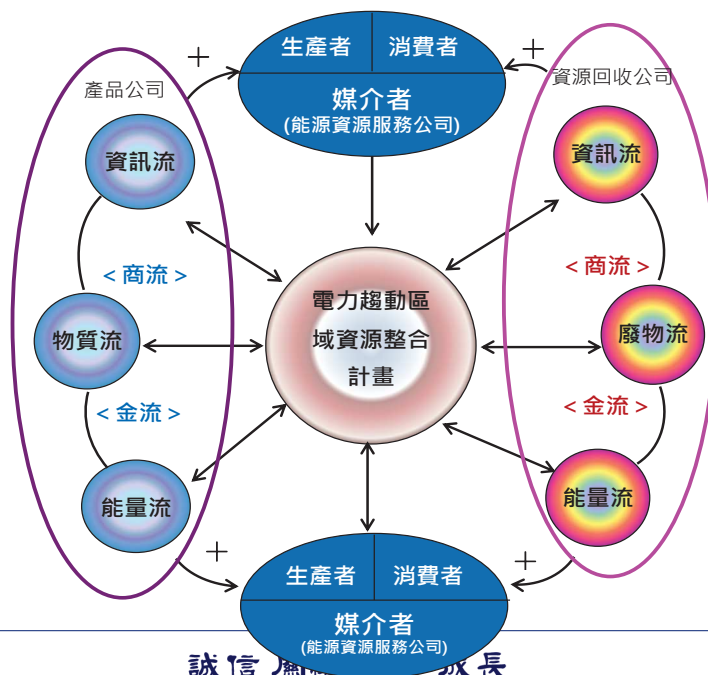 生產者 消費者
媒介者
(能源資源服務公司)
+
+
產品公司
資源回收公司
資訊流
資訊流
<商流>
<商流>
電力趨動區
域資源整合
計畫
物質流
廢物流
<金流>
<金流>
能量流
能量流
+
+
生產者 消費者
媒介者
(能源資源服務公司)
誠信 成長